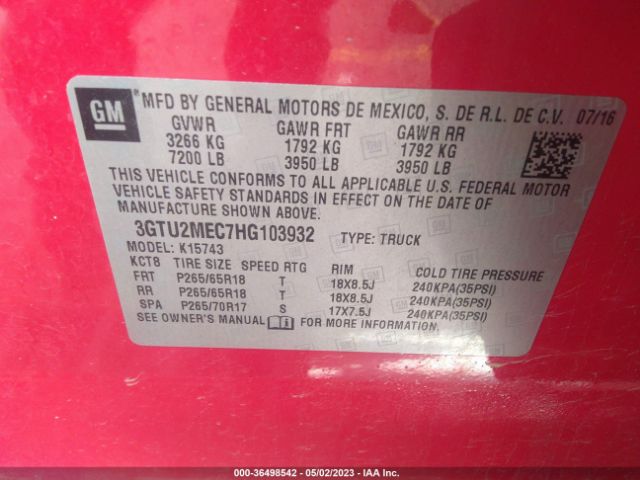 GM
MFD BY GENERAL MOTORS DE MEXICO, S. DE R.L. DE C.V. 07/16
GVWR GAWR FRT GAWR RR
3266 KG 1792 KG 1792 KG
7200 LB 3950 LB 3950 LB
THIS VEHICLE CONFORMS TO ALL APPLICABLE U.S. FEDERAL MOTOR
VEHICLE SAFETY STANDARDS IN EFFECT ON THE DATE OF
MANUFACTURE SHOWN ABOVE.
3GTU2MEC7HG103932 TYPE: TRUCK
MODEL: K15743
KCT8 TIRE SIZE SPEED RTG RIM COLD TIRE PRESSURE
FRT P265/65R18 T 18X8.5J 240KPA(35PSI)
RR P265/65R18 T 18X8.5J 240KPA(35PSI)
SPA P265/70R17 S 17X7.5J 240KPA(35PSI)
SEE OWNER'S MANUAL FOR MORE INFORMATION.
000-36498542 - 05/02/2023 - IAA Inc.